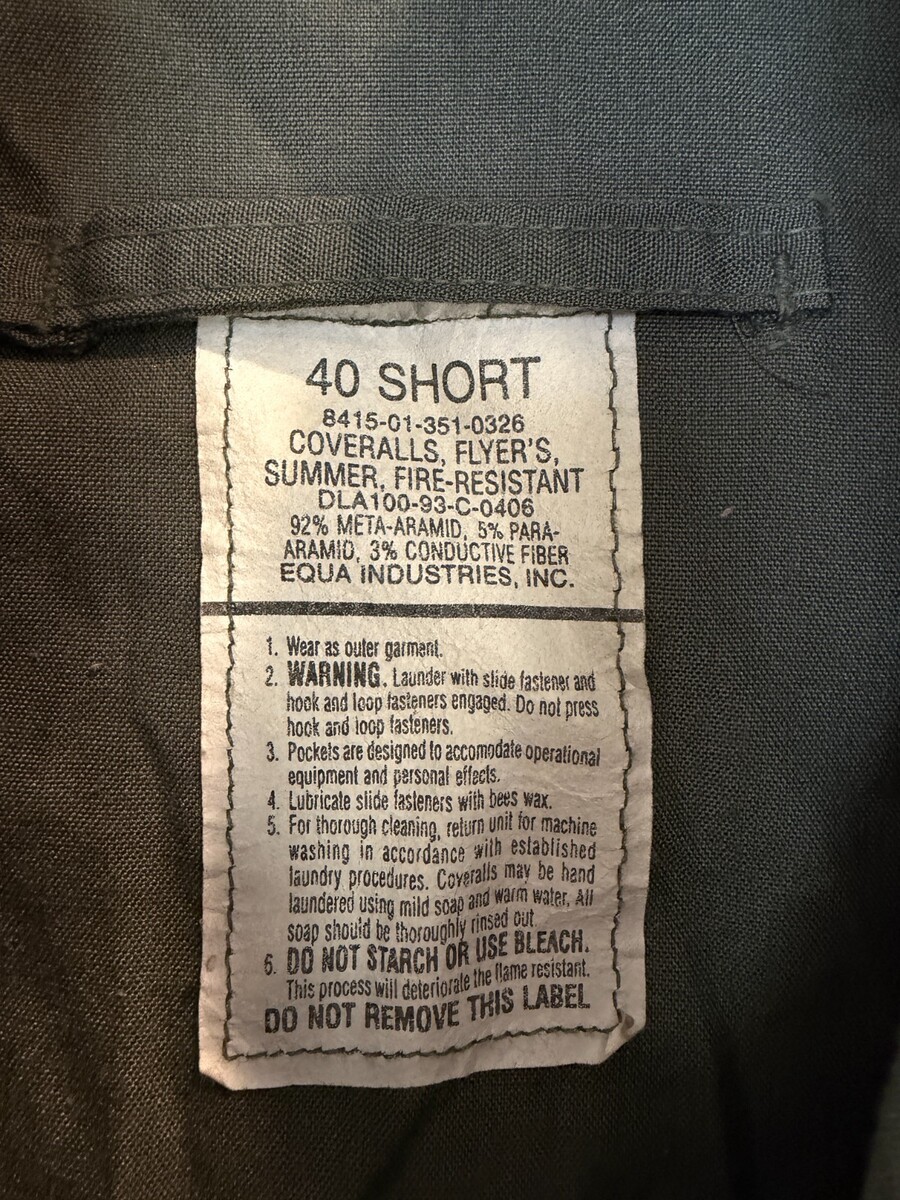 40 SHORT
8415-01-351-0326
COVERALLS, FLYER'S,
SUMMER, FIRE-RESISTANT
DLA100-93-C-0406
92% META-ARAMID, 5% PARA-
ARAMID, 3% CONDUCTIVE FIBER
EQUA INDUSTRIES, INC.
1. Wear as outer garment.
2. WARNING. Launder with slide fastener and
hook and loop fasteners engaged. Do not press
hook and loop fasteners.
3. Pockets are designed to accomodate operational
equipment and personal effects.
4. Lubricate slide fasteners with bees wax.
5. For thorough cleaning, return unit for machine
washing in accordance with established
laundry procedures. Coveralls may be hand
laundered using mild soap and warm water. All
soap should be thoroughly rinsed out
6. DO NOT STARCH OR USE BLEACH.
This process will deteriorate the flame resistant.
DO NOT REMOVE THIS LABEL